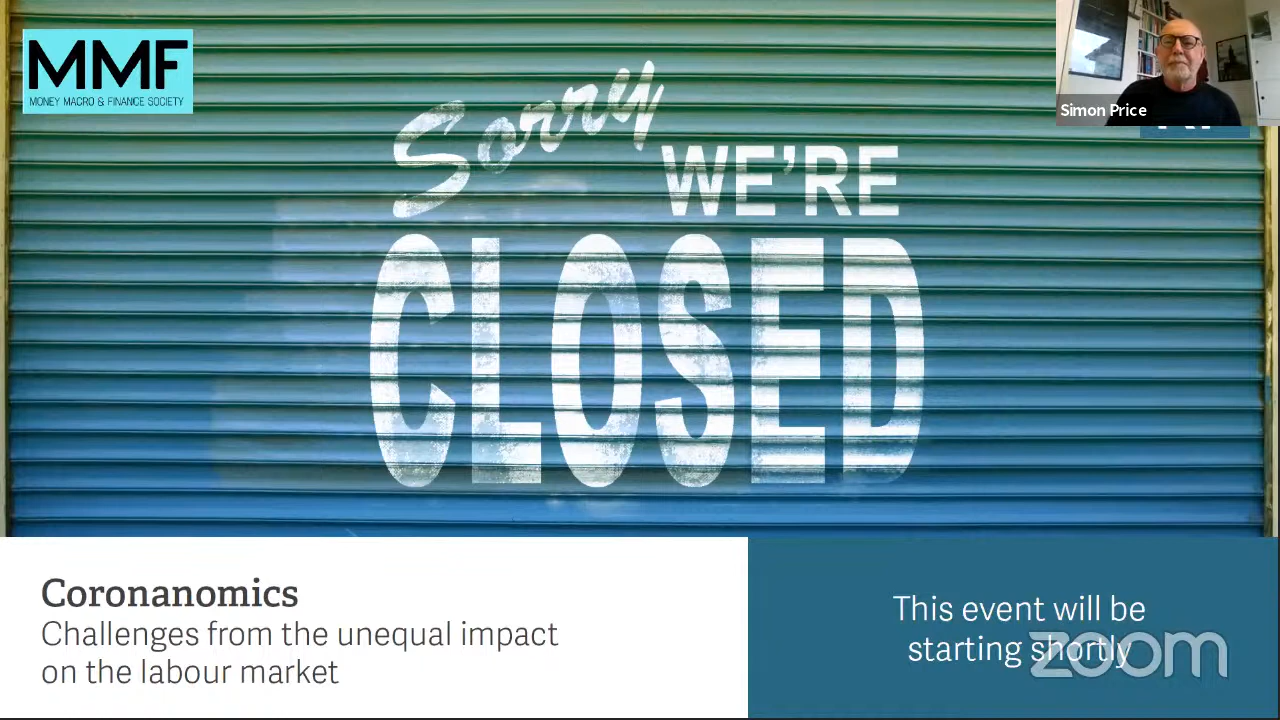 MMF
MONEY MACRO & FINANCE SOCIETY
Simon Price
Sorry
WE'RE
CLOSED
Coronanomics
Challenges from the unequal impact
on the labour market
This event will be
starting shortly
zoom